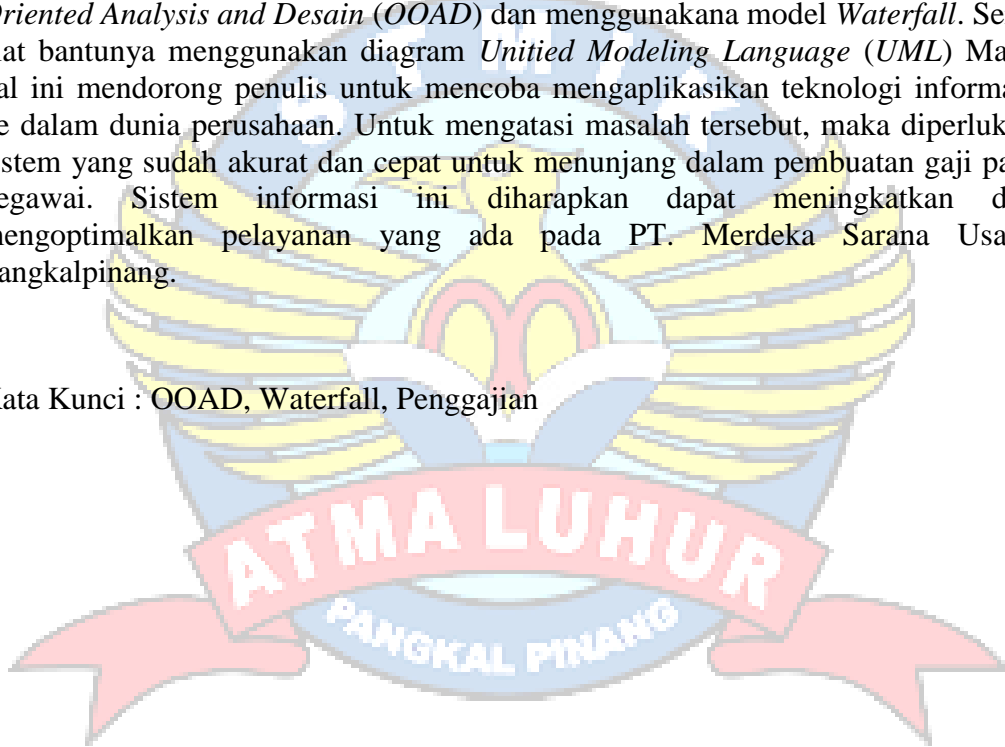 Oriented Analysis and Desain (OOAD) dan menggunakana model Waterfall. Se
at bantunya menggunakan diagram Unitied Modeling Language (UML) Ma
al ini mendorong penulis untuk mencoba mengaplikasikan teknologi informa
e dalam dunia perusahaan. Untuk mengatasi masalah tersebut, maka diperluk
stem yang sudah akurat dan cepat untuk menunjang dalam pembuatan gaji pa
egawai. Sistem informasi ini diharapkan dapat meningkatkan d
mengoptimalkan pelayanan yang ada pada PT. Merdeka Sarana Usa
angkalpinang.
Kata Kunci : OOAD, Waterfall, Penggajian
STMIK
ATMA LUHUR
PANGKAL PINANG